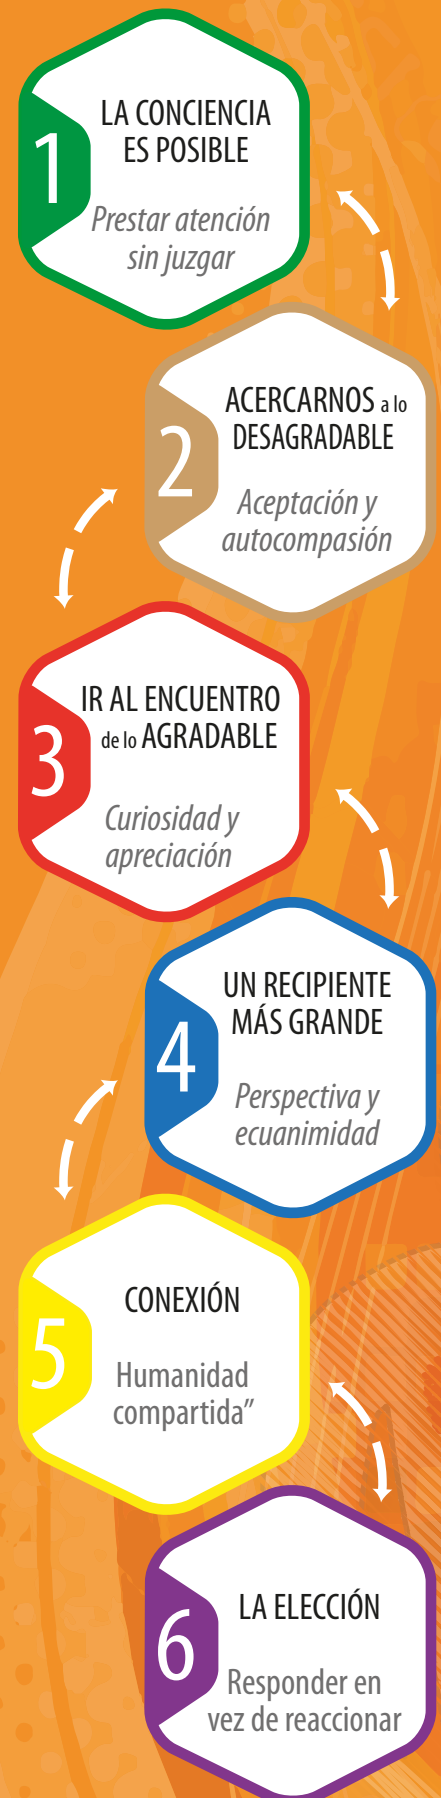 1
LA CONCIENCIA
ES POSIBLE
Prestar atención
sin juzgar
2
ACERCARNOS a lo
DESAGRADABLE
Aceptación y
autocompasión
3
IR AL ENCUENTRO
de lo AGRADABLE
Curiosidad y
apreciación
4
UN RECIPIENTE
MÁS GRANDE
Perspectiva y
ecuanimidad
5
CONEXIÓN
Humanidad
compartida”
6
LA ELECCIÓN
Responder en
vez de reaccionar